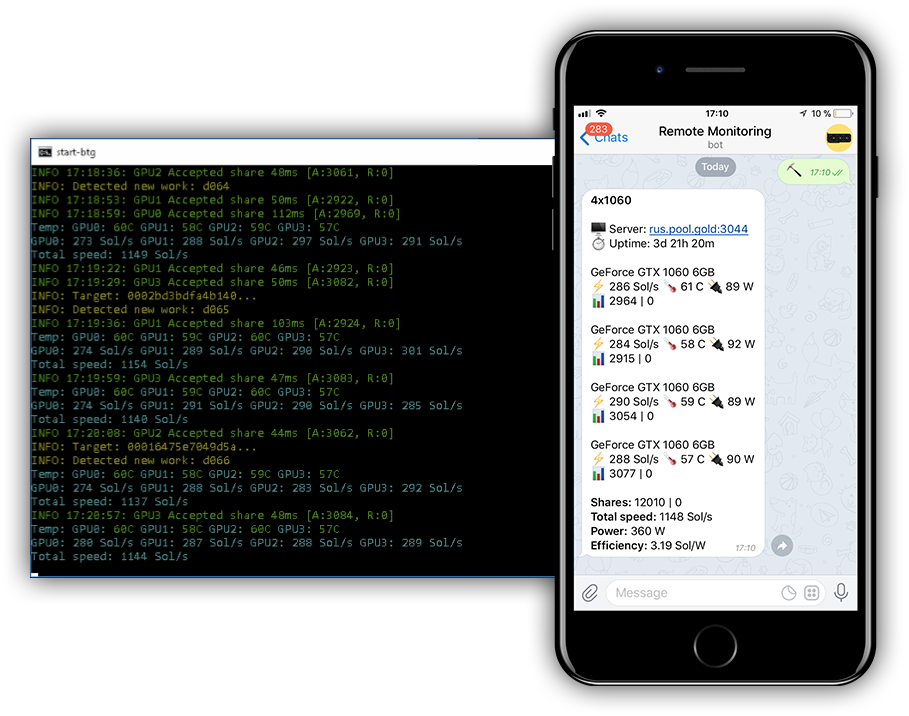 start-btg
INFO 17:18:36: GPU2 Accepted share 48ms [A:3061, R:0]
INFO: Detected new work: d064
INFO 17:18:53: GPU1 Accepted share 50ms [A:2922, R:0]
INFO 17:18:59: GPU0 Accepted share 112ms [A:2969, R:0]
Temp: GPU0: 60C GPU1: 58C GPU2: 59C GPU3: 57C
GPU0: 273 Sol/s GPU1: 288 Sol/s GPU2: 297 Sol/s GPU3: 291 Sol/s
Total speed: 1149 Sol/s
INFO 17:19:22: GPU1 Accepted share 46ms [A:2923, R:0]
INFO 17:19:29: GPU3 Accepted share 50ms [A:3082, R:0]
INFO: Target: 0002bd3bdfa4b140...
INFO: Detected new work: d065
INFO 17:19:36: GPU1 Accepted share 103ms [A:2924, R:0]
Temp: GPU0: 60C GPU1: 59C GPU2: 60C GPU3: 57C
GPU0: 274 Sol/s GPU1: 289 Sol/s GPU2: 290 Sol/s GPU3: 301 Sol/s
Total speed: 1154 Sol/s
INFO 17:19:59: GPU3 Accepted share 47ms [A:3083, R:0]
Temp: GPU0: 60C GPU1: 59C GPU2: 60C GPU3: 57C
GPU0: 274 Sol/s GPU1: 291 Sol/s GPU2: 290 Sol/s GPU3: 285 Sol/s
Total speed: 1140 Sol/s
INFO 17:20:08: GPU2 Accepted share 44ms [A:3062, R:0]
INFO: Target: 00016475e7049d5a...
INFO: Detected new work: d066
Temp: GPU0: 60C GPU1: 58C GPU2: 59C GPU3: 57C
GPU0: 274 Sol/s GPU1: 288 Sol/s GPU2: 283 Sol/s GPU3: 292 Sol/s
Total speed: 1137 Sol/s
INFO 17:20:57: GPU3 Accepted share 48ms [A:3084, R:0]
Temp: GPU0: 60C GPU1: 58C GPU2: 60C GPU3: 57C
GPU0: 280 Sol/s GPU1: 287 Sol/s GPU2: 288 Sol/s GPU3: 289 Sol/s
Total speed: 1144 Sol/s
17:10
10 %
283
Chats
Remote Monitoring
bot
Today
17:10
4x1060
Server: rus.pool.gold:3044
Uptime: 3d 21h 20m
GeForce GTX 1060 6GB
286 Sol/s 61 C 89 W
2964 | 0
GeForce GTX 1060 6GB
284 Sol/s 58 C 92 W
2915 | 0
GeForce GTX 1060 6GB
290 Sol/s 59 C 89 W
3054 | 0
GeForce GTX 1060 6GB
288 Sol/s 57 C 90 W
3077 | 0
Shares: 12010 | 0
Total speed: 1148 Sol/s
Power: 360 W
Efficiency: 3.19 Sol/W
17:10
Message